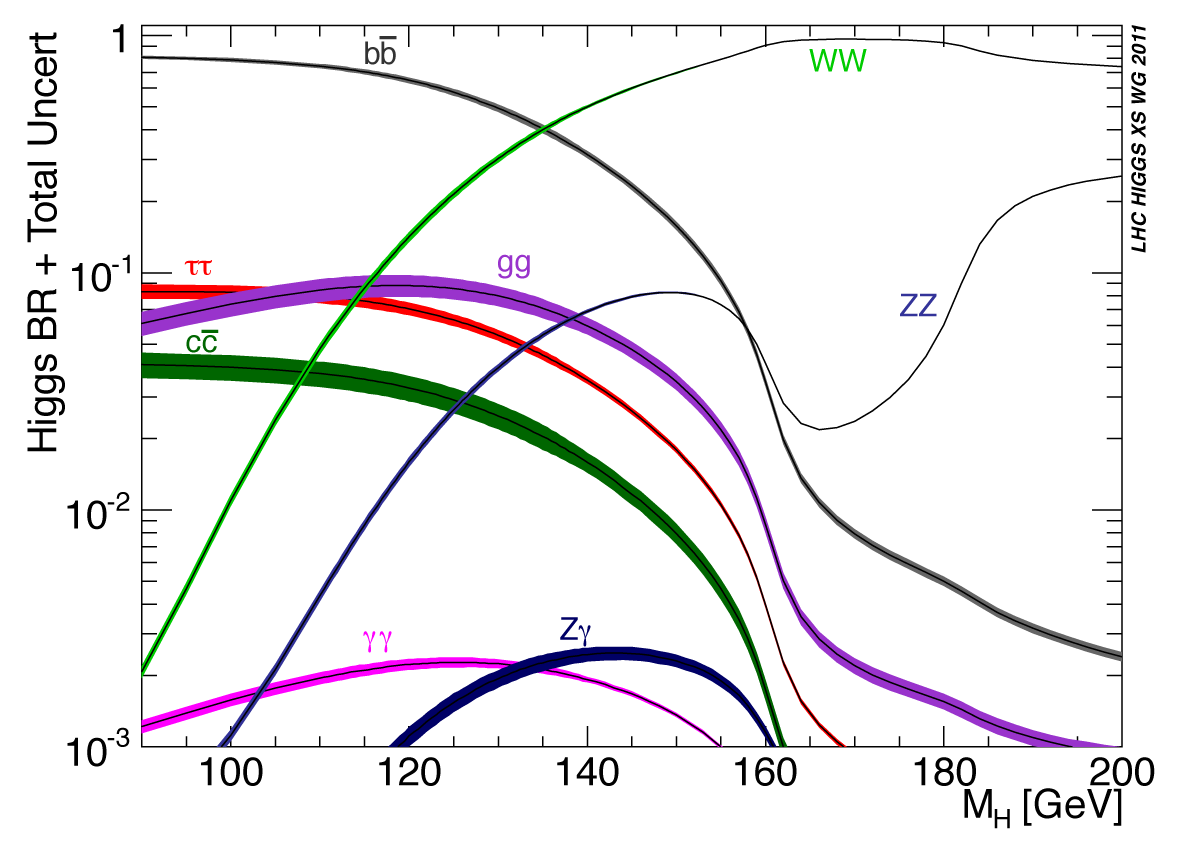 Higgs BR + Total Uncert
1
10⁻¹
10⁻²
10⁻³
bb̅
WW
ττ
gg
ZZ
cc̅
γγ
Zγ
100 120 140 160 180 200
M_H [GeV]
LHC HIGGS XS WG 2011